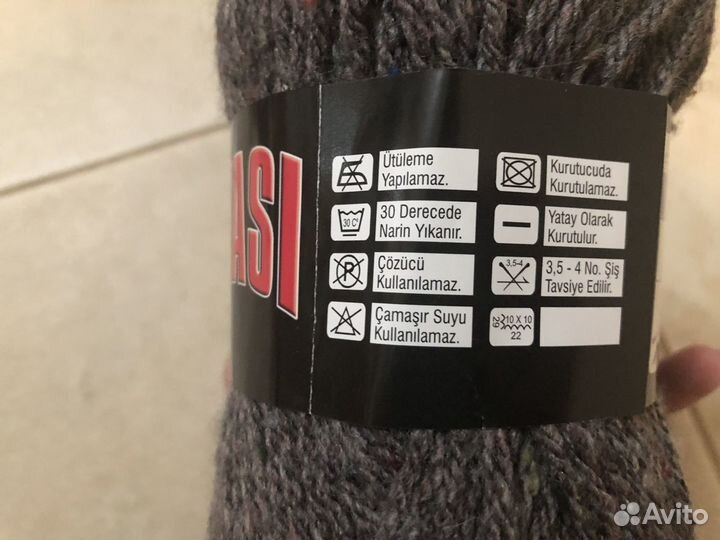 ASI
Ütüleme
Yapılamaz.
30 C°
30 Derecede
Narin Yıkanır.
P
Çözücü
Kullanılamaz.
Çamaşır Suyu
Kullanılamaz.
Kurutucuda
Kurutulamaz.
Yatay Olarak
Kurutulur.
3,5-4
3,5 - 4 No. Şiş
Tavsiye Edilir.
29
10 X 10
22
Avito